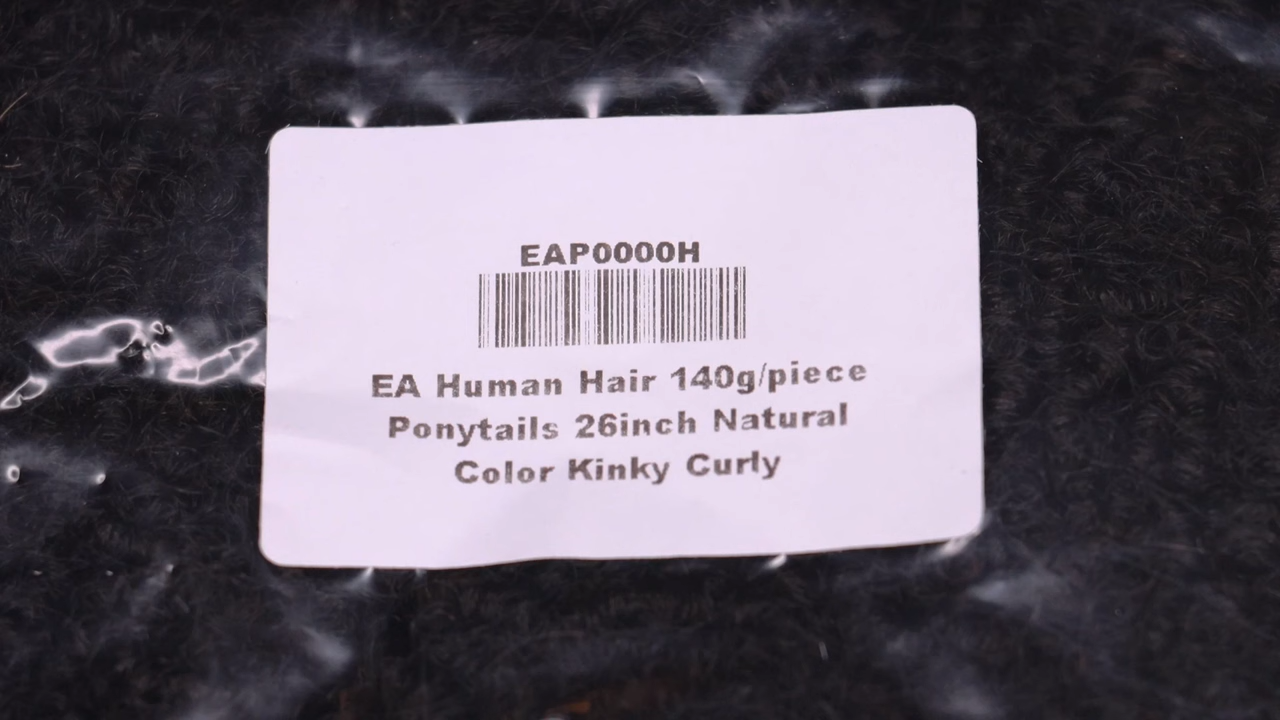 EAP0000H
EA Human Hair 140g/piece
Ponytails 26inch Natural
Color Kinky Curly